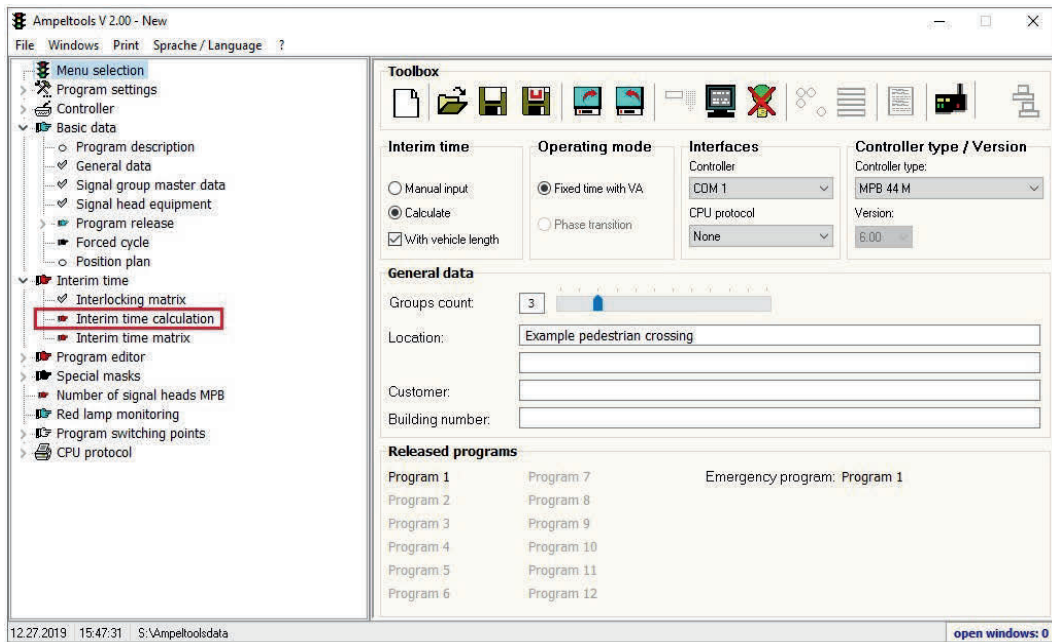 Ampeltools V 2.00 - New
File Windows Print Sprache / Language ?
Menu selection
Program settings
Controller
Basic data
Program description
General data
Signal group master data
Signal head equipment
Program release
Forced cycle
Position plan
Interim time
Interlocking matrix
Interim time calculation
Interim time matrix
Program editor
Special masks
Number of signal heads MPB
Red lamp monitoring
Program switching points
CPU protocol
Toolbox
Interim time
Manual input
Calculate
With vehicle length
Operating mode
Fixed time with VA
Phase transition
Interfaces
Controller
COM 1
CPU protocol
None
Controller type / Version
Controller type:
MPB 44 M
Version:
6.00
General data
Groups count: 3
Location: Example pedestrian crossing
Customer:
Building number:
Released programs
Program 1 Program 7 Emergency program: Program 1
Program 2 Program 8
Program 3 Program 9
Program 4 Program 10
Program 5 Program 11
Program 6 Program 12
12.27.2019 15:47:31 S:\Ampeltoolsdata open windows: 0